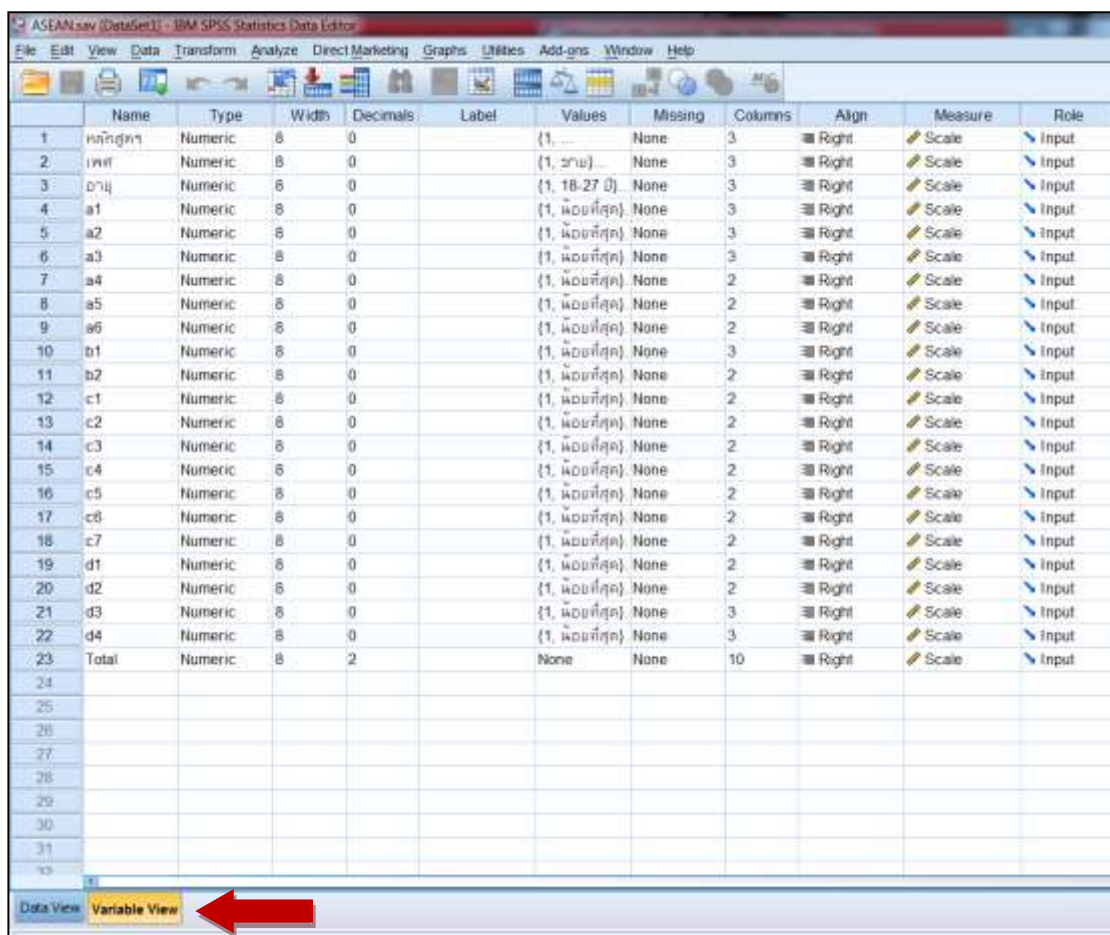 ASEAN.sav [DataSet1] - IBM SPSS Statistics Data Editor
File Edit View Data Transform Analyze Direct Marketing Graphs Utilities Add-ons Window Help
Name Type Width Decimals Label Values Missing Columns Align Measure Role
1 หลักสูตร Numeric 8 0 {1, ... None 3 Right Scale Input
2 เพศ Numeric 8 0 {1, ชาย}... None 3 Right Scale Input
3 อายุ Numeric 8 0 {1, 18-27 ปี}... None 3 Right Scale Input
4 a1 Numeric 8 0 {1, น้อยที่สุด}. None 3 Right Scale Input
5 a2 Numeric 8 0 {1, น้อยที่สุด}. None 3 Right Scale Input
6 a3 Numeric 8 0 {1, น้อยที่สุด}. None 3 Right Scale Input
7 a4 Numeric 8 0 {1, น้อยที่สุด}. None 2 Right Scale Input
8 a5 Numeric 8 0 {1, น้อยที่สุด}. None 2 Right Scale Input
9 a6 Numeric 8 0 {1, น้อยที่สุด}. None 2 Right Scale Input
10 b1 Numeric 8 0 {1, น้อยที่สุด}. None 3 Right Scale Input
11 b2 Numeric 8 0 {1, น้อยที่สุด}. None 2 Right Scale Input
12 c1 Numeric 8 0 {1, น้อยที่สุด}. None 2 Right Scale Input
13 c2 Numeric 8 0 {1, น้อยที่สุด}. None 2 Right Scale Input
14 c3 Numeric 8 0 {1, น้อยที่สุด}. None 2 Right Scale Input
15 c4 Numeric 8 0 {1, น้อยที่สุด}. None 2 Right Scale Input
16 c5 Numeric 8 0 {1, น้อยที่สุด}. None 2 Right Scale Input
17 c6 Numeric 8 0 {1, น้อยที่สุด}. None 2 Right Scale Input
18 c7 Numeric 8 0 {1, น้อยที่สุด}. None 2 Right Scale Input
19 d1 Numeric 8 0 {1, น้อยที่สุด}. None 2 Right Scale Input
20 d2 Numeric 8 0 {1, น้อยที่สุด}. None 2 Right Scale Input
21 d3 Numeric 8 0 {1, น้อยที่สุด}. None 3 Right Scale Input
22 d4 Numeric 8 0 {1, น้อยที่สุด}. None 3 Right Scale Input
23 Total Numeric 8 2 None None 10 Right Scale Input
24
25
26
27
28
29
30
31
Data View Variable View